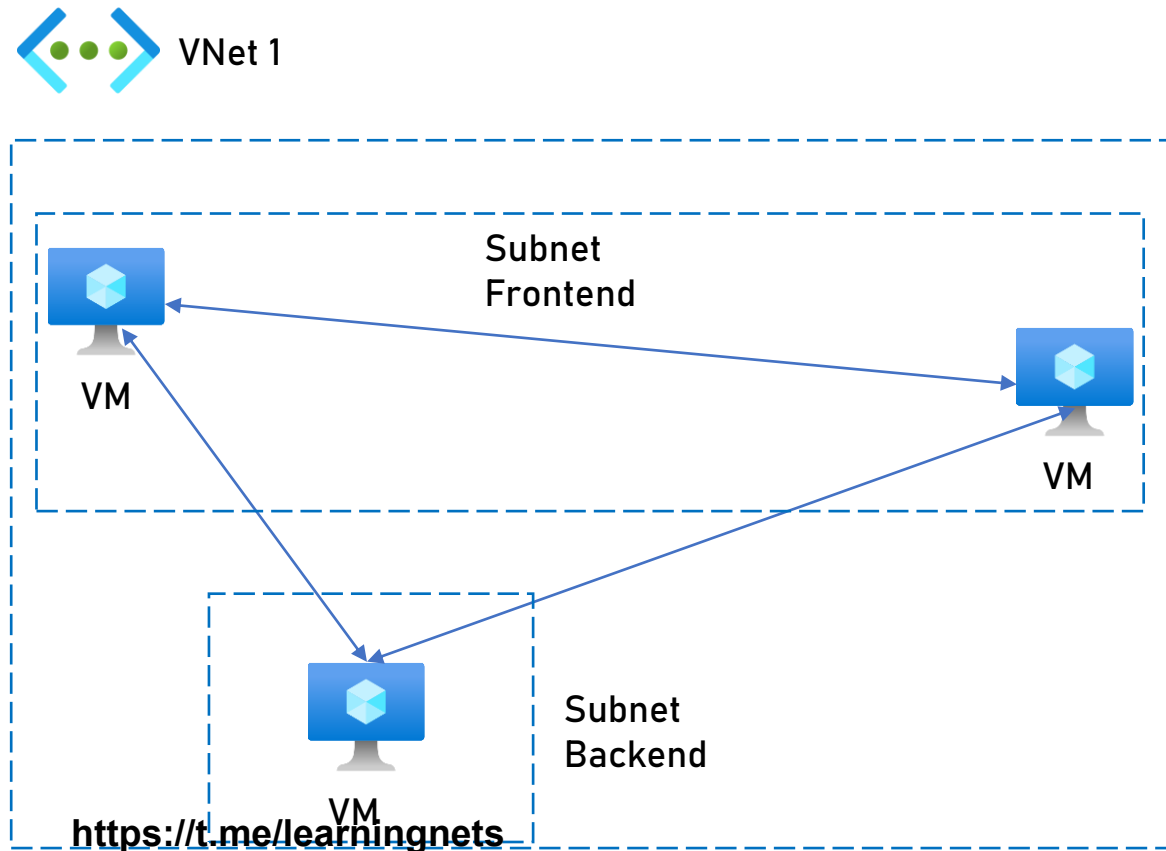 VNet 1
Subnet
Frontend
VM
VM
Subnet
Backend
VM
https://t.me/learningnets